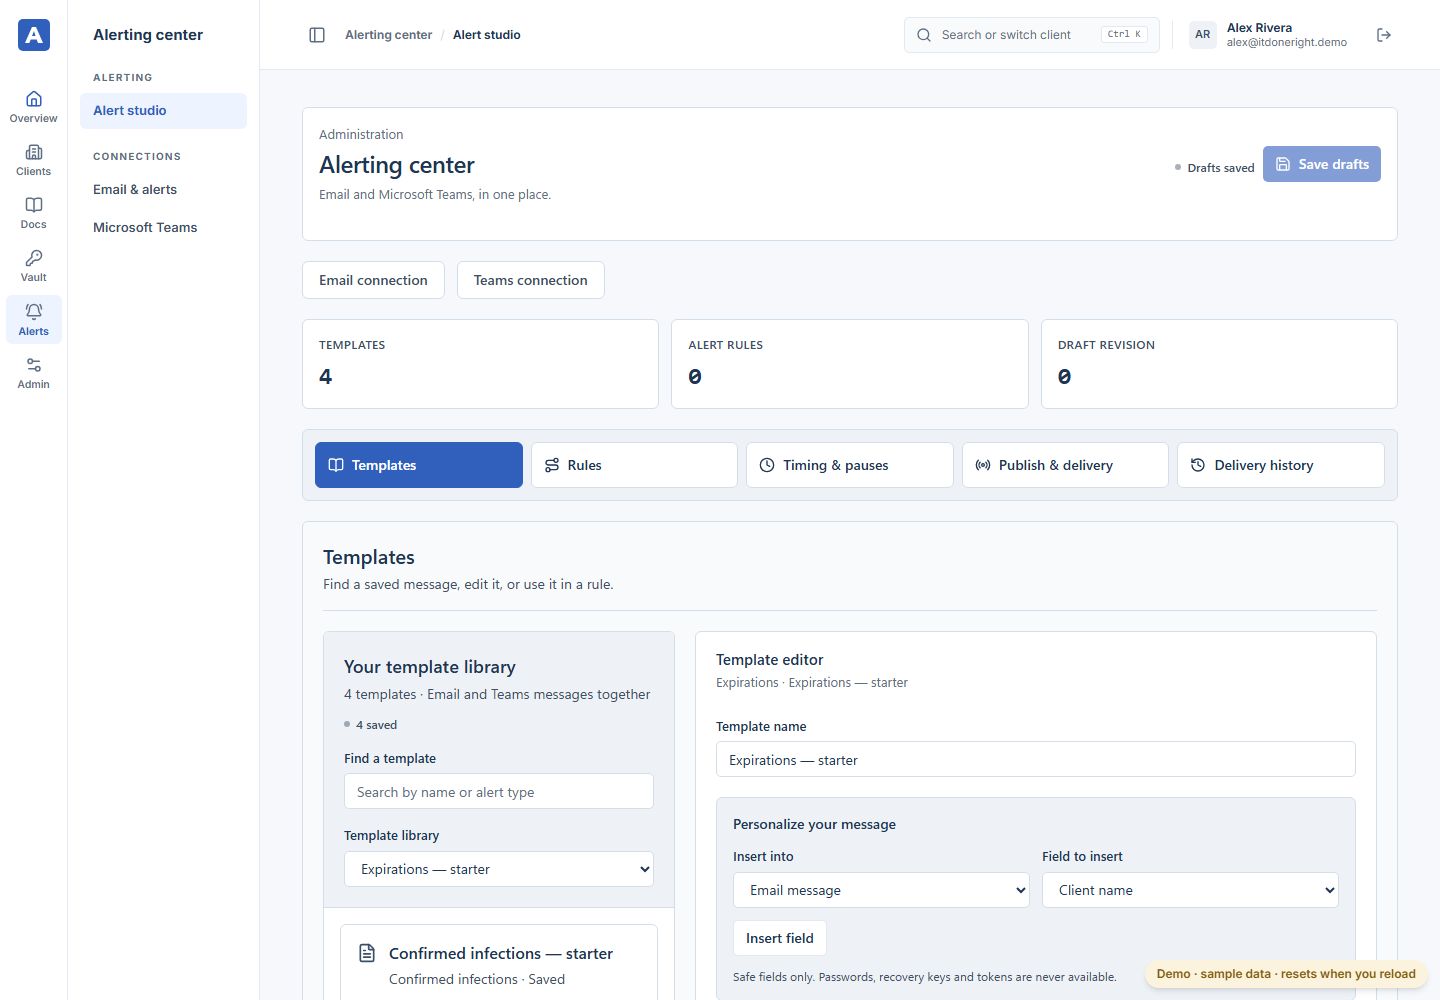 A
Overview
Clients
Docs
Vault
Alerts
Admin
Alerting center
ALERTING
Alert studio
CONNECTIONS
Email & alerts
Microsoft Teams
Alerting center / Alert studio
Search or switch client Ctrl K
AR
Alex Rivera
alex@itdoneright.demo
Administration
Alerting center
Email and Microsoft Teams, in one place.
Drafts saved
Save drafts
Email connection
Teams connection
TEMPLATES
4
ALERT RULES
0
DRAFT REVISION
0
Templates
Rules
Timing & pauses
Publish & delivery
Delivery history
Templates
Find a saved message, edit it, or use it in a rule.
Your template library
4 templates · Email and Teams messages together
4 saved
Find a template
Search by name or alert type
Template library
Expirations — starter
Confirmed infections — starter
Confirmed infections · Saved
Template editor
Expirations · Expirations — starter
Template name
Expirations — starter
Personalize your message
Insert into
Email message
Field to insert
Client name
Insert field
Safe fields only. Passwords, recovery keys and tokens are never available.
Demo · sample data · resets when you reload